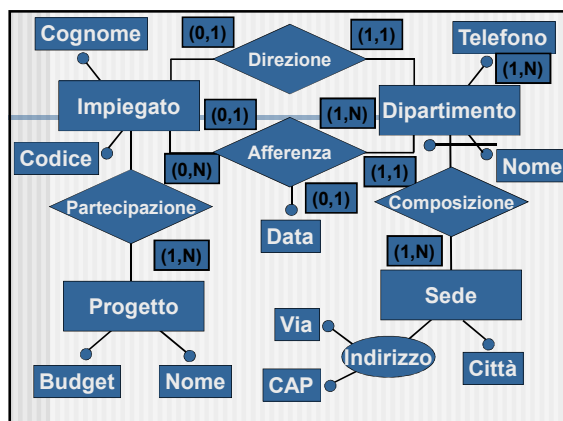 Cognome
(0,1)
(1,1)
Telefono
Direzione
(1,N)
Impiegato
(0,1)
(1,N)
Dipartimento
Codice
(0,N)
Afferenza
(1,1)
Nome
Partecipazione
(0,1)
Composizione
Data
(1,N)
(1,N)
Progetto
Sede
Via
Indirizzo
Città
Budget
Nome
CAP